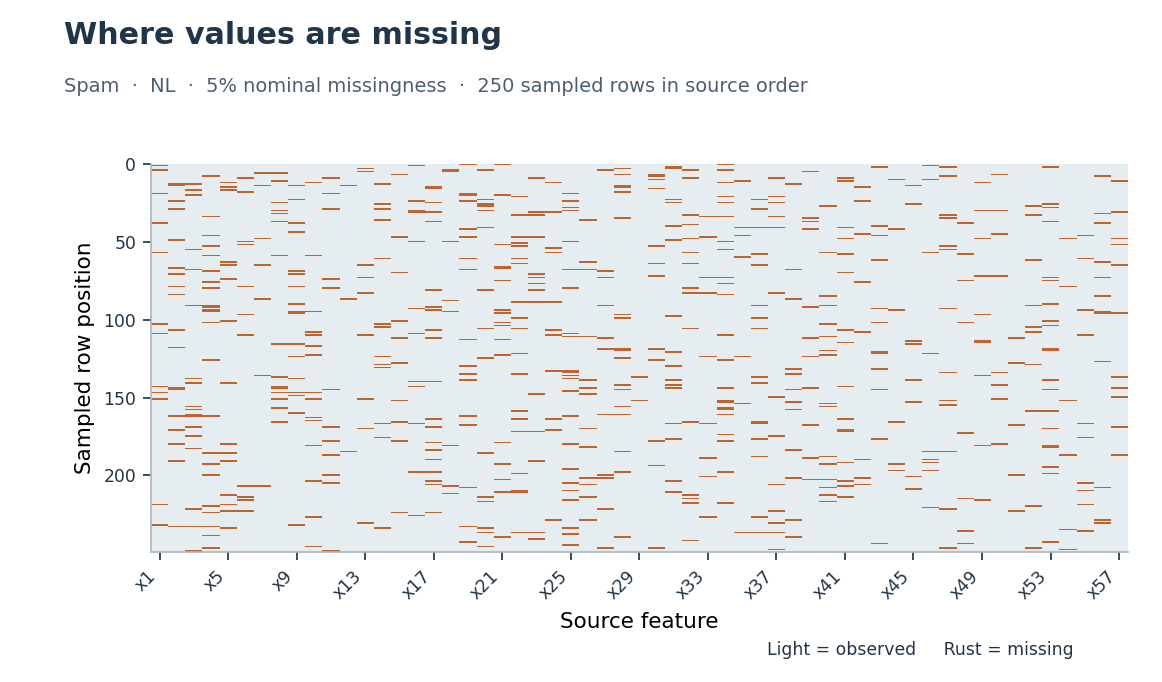 Where values are missing
Spam · NL · 5% nominal missingness · 250 sampled rows in source order
0
50
100
150
200
Sampled row position
x1 x5 x9 x13 x17 x21 x25 x29 x33 x37 x41 x45 x49 x53 x57
Source feature
Light = observed Rust = missing